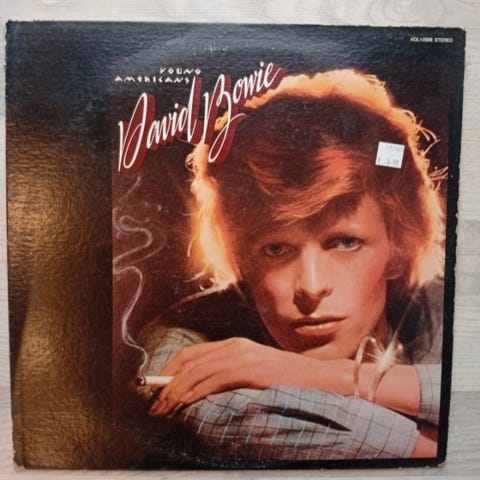 AQL1-0998 STEREO
YOUNG
AMERICANS
David Bowie